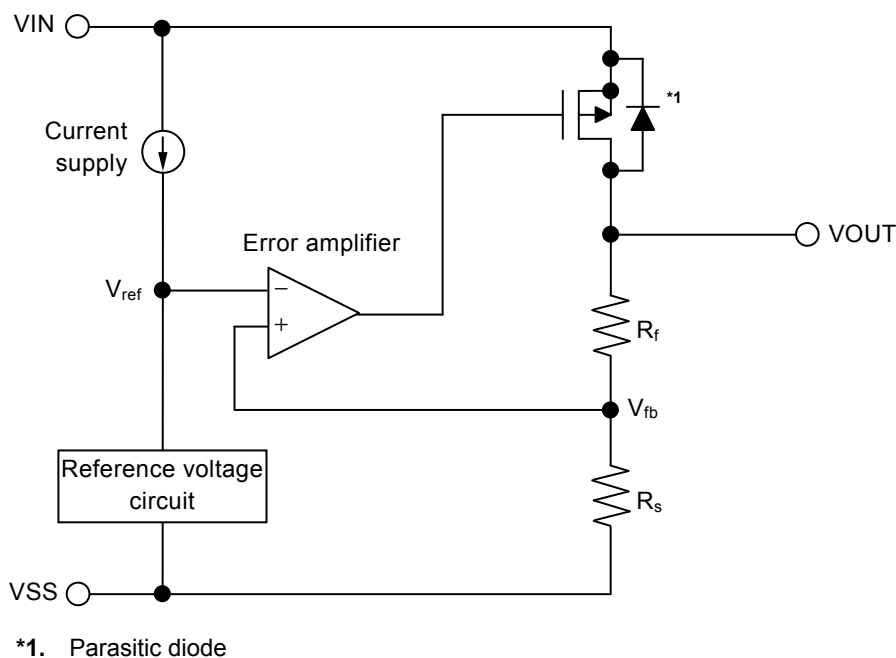 VIN
*1
Current
supply
VOUT
Error amplifier
Vref
−
+
Rf
Vfb
Reference voltage
circuit
Rs
VSS
*1. Parasitic diode